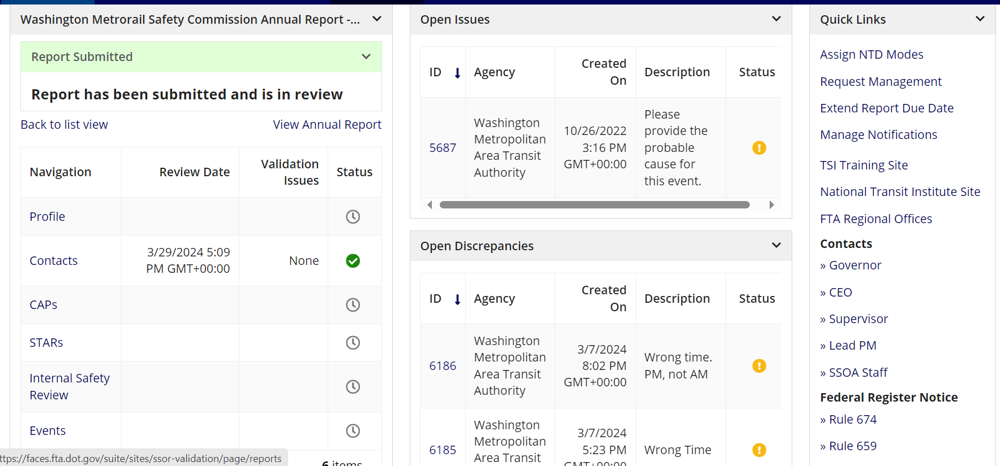 Washington Metrorail Safety Commission Annual Report -...
Report Submitted
Report has been submitted and is in review
Back to list view
View Annual Report
Navigation
Review Date
Validation
Issues
Status
Profile
Contacts
3/29/2024 5:09
PM GMT+00:00
None
CAPs
STARs
Internal Safety
Review
Events
6 items
ttps://faces.fta.dot.gov/suite/sites/ssor-validation/page/reports
Open Issues
ID
Agency
Created
On
Description
Status
5687
Washington
Metropolitan
Area Transit
Authority
10/26/2022
3:16 PM
GMT+00:00
Please
provide the
probable
cause for
this event.
Open Discrepancies
ID
Agency
Created
On
Description
Status
6186
Washington
Metropolitan
Area Transit
Authority
3/7/2024
8:02 PM
GMT+00:00
Wrong time.
PM, not AM
6185
Washington
Metropolitan
Area Transit
3/7/2024
5:23 PM
GMT+00:00
Wrong Time
Quick Links
Assign NTD Modes
Request Management
Extend Report Due Date
Manage Notifications
TSI Training Site
National Transit Institute Site
FTA Regional Offices
Contacts
» Governor
» CEO
» Supervisor
» Lead PM
» SSOA Staff
Federal Register Notice
» Rule 674
» Rule 659